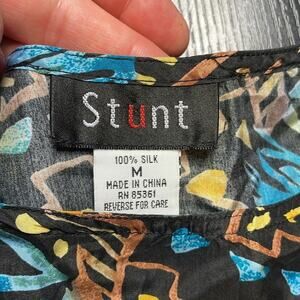 Stunt
100% SILK
M
MADE IN CHINA
RN 85361
REVERSE FOR CARE